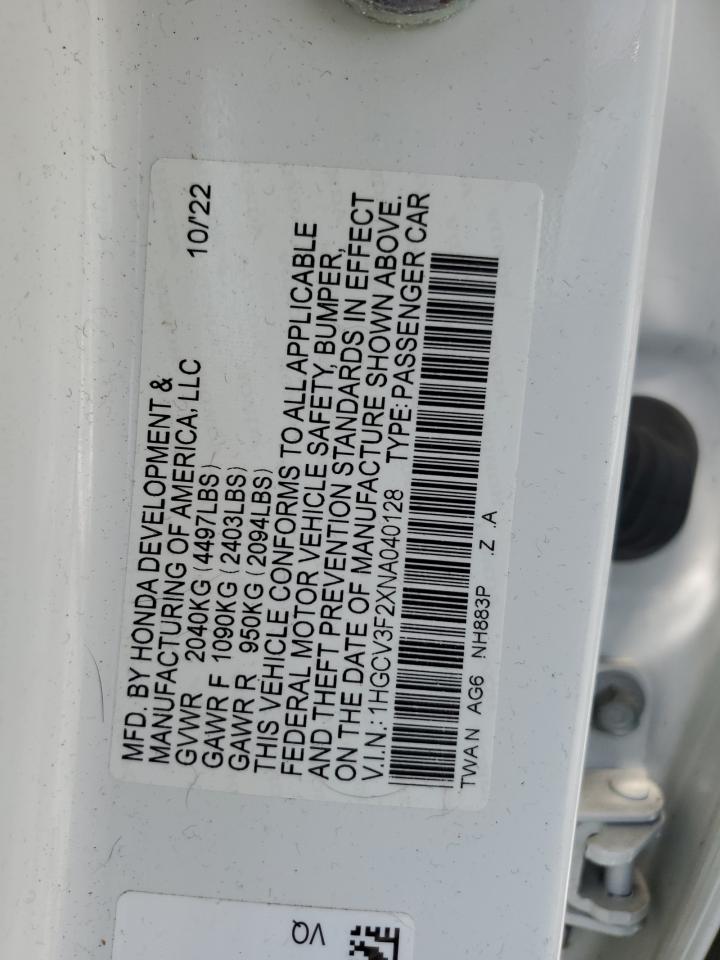 MFD. BY HONDA DEVELOPMENT &
MANUFACTURING OF AMERICA, LLC 10/'22
GVWR 2040KG (4497LBS)
GAWR F 1090KG (2403LBS)
GAWR R 950KG (2094LBS)
THIS VEHICLE CONFORMS TO ALL APPLICABLE
FEDERAL MOTOR VEHICLE SAFETY, BUMPER,
AND THEFT PREVENTION STANDARDS IN EFFECT
ON THE DATE OF MANUFACTURE SHOWN ABOVE.
V.I.N.: 1HGCV3F2XNA040128 TYPE: PASSENGER CAR
TWAN AG6 NH883P .Z .A
VQ